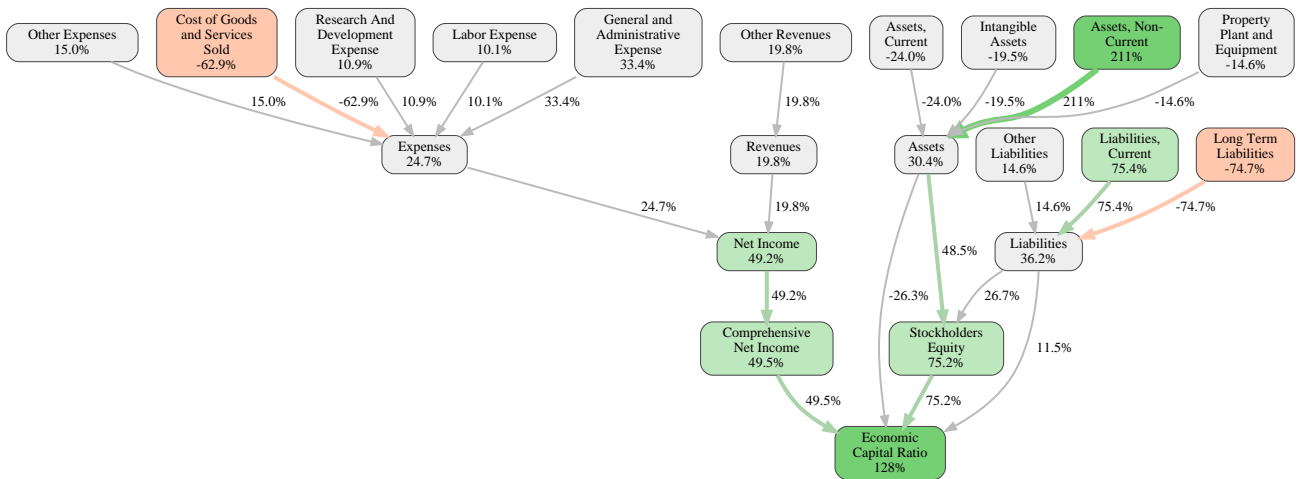 Other Expenses
15.0%
Cost of Goods
and Services
Sold
-62.9%
Research And
Development
Expense
10.9%
Labor Expense
10.1%
General and
Administrative
Expense
33.4%
Other Revenues
19.8%
Assets,
Current
-24.0%
Intangible
Assets
-19.5%
Assets, Non-
Current
211%
Property
Plant and
Equipment
-14.6%
15.0%
-62.9%
10.9%
10.1%
33.4%
19.8%
-24.0%
-19.5%
211%
-14.6%
Expenses
24.7%
Revenues
19.8%
Assets
30.4%
Other
Liabilities
14.6%
Liabilities,
Current
75.4%
Long Term
Liabilities
-74.7%
24.7%
19.8%
14.6%
75.4%
-74.7%
Net Income
49.2%
48.5%
Liabilities
36.2%
49.2%
-26.3%
26.7%
Comprehensive
Net Income
49.5%
Stockholders
Equity
75.2%
11.5%
49.5%
75.2%
Economic
Capital Ratio
128%